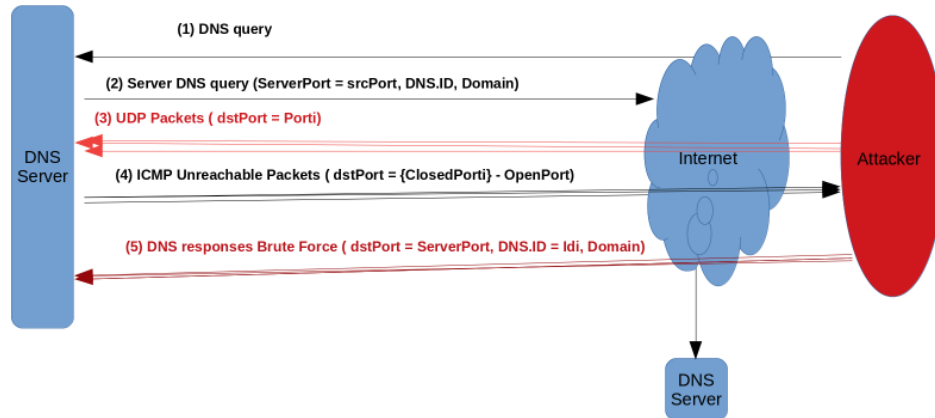 (1) DNS query
(2) Server DNS query (ServerPort = srcPort, DNS.ID, Domain)
(3) UDP Packets ( dstPort = Porti)
DNS
Server
Internet
Attacker
(4) ICMP Unreachable Packets ( dstPort = {ClosedPorti} - OpenPort)
(5) DNS responses Brute Force ( dstPort = ServerPort, DNS.ID = Idi, Domain)
DNS
Server